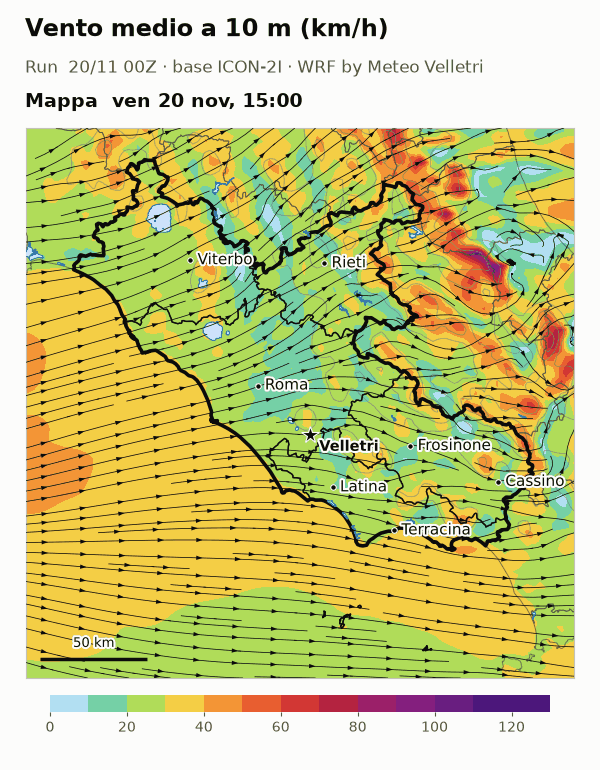 Vento medio a 10 m (km/h)
Run  20/11 00Z · base ICON-2I · WRF by Meteo Velletri
Mappa  ven 20 nov, 15:00
Viterbo
Rieti
Roma
Velletri
Frosinone
Cassino
Latina
Terracina
50 km
0 20 40 60 80 100 120